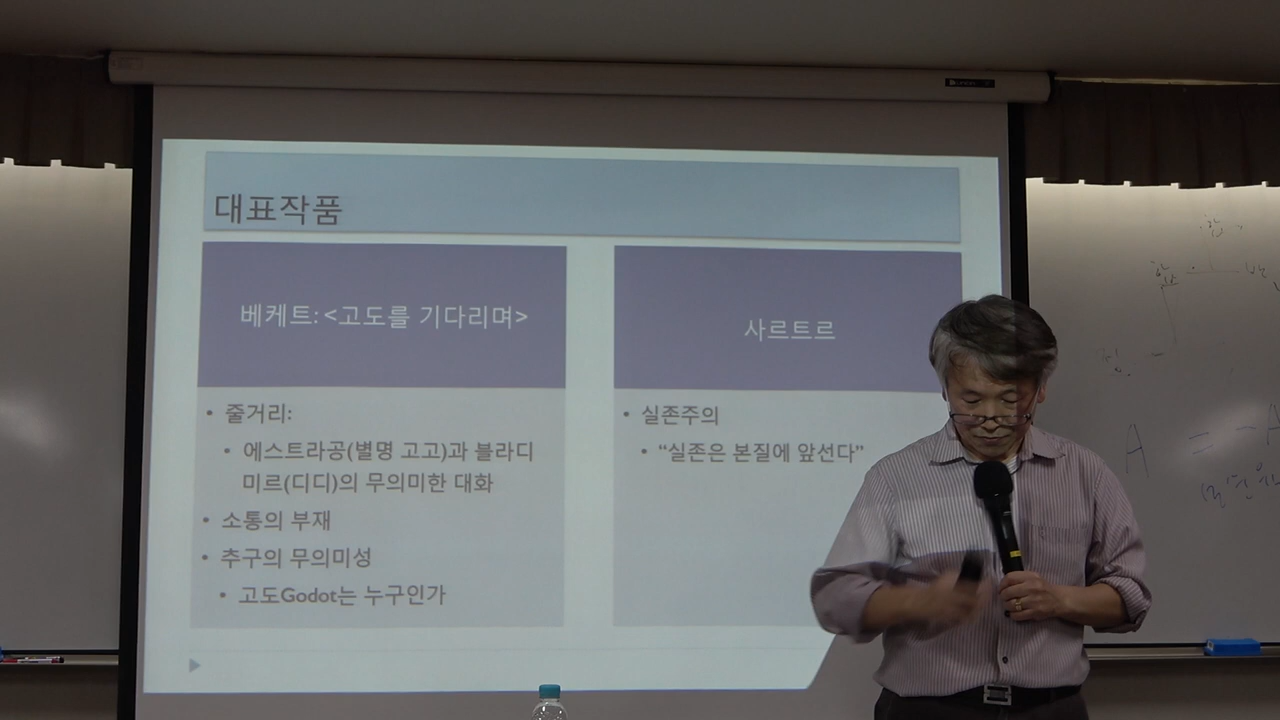 대표작품
베케트: <고도를 기다리며>
사르트르
• 줄거리:
• 에스트라공(별명 고고)과 블라디
미르(디디)의 무의미한 대화
• 소통의 부재
• 추구의 무의미성
• 고도Godot는 누구인가
• 실존주의
• “실존은 본질에 앞선다”
A = -A